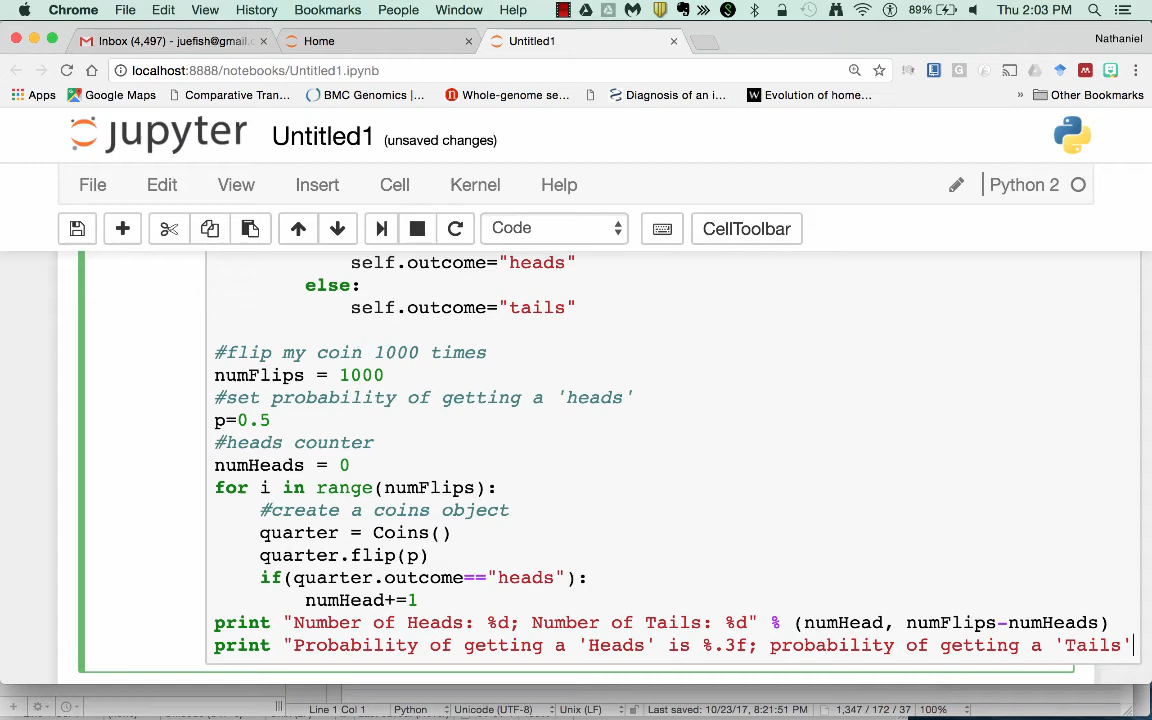 Chrome File Edit View History Bookmarks People Window Help 89% Thu 2:03 PM
Inbox (4,497) - juefish@gmail.c Home Untitled1 Nathaniel
localhost:8888/notebooks/Untitled1.ipynb
Apps Google Maps Comparative Tran... BMC Genomics |... Whole-genome se... Diagnosis of an i... Evolution of home... » Other Bookmarks
jupyter Untitled1 (unsaved changes)
File Edit View Insert Cell Kernel Help Python 2
Code CellToolbar
self.outcome="heads"
else:
self.outcome="tails"
#flip my coin 1000 times
numFlips = 1000
#set probability of getting a 'heads'
p=0.5
#heads counter
numHeads = 0
for i in range(numFlips):
#create a coins object
quarter = Coins()
quarter.flip(p)
if(quarter.outcome=="heads"):
numHead+=1
print "Number of Heads: %d; Number of Tails: %d" % (numHead, numFlips-numHeads)
print "Probability of getting a 'Heads' is %.3f; probability of getting a 'Tails'
Line 1 Col 1 Python Unicode (UTF-8) Unix (LF) Last saved: 10/23/17, 8:21:51 PM 1,347 / 172 / 37 100%